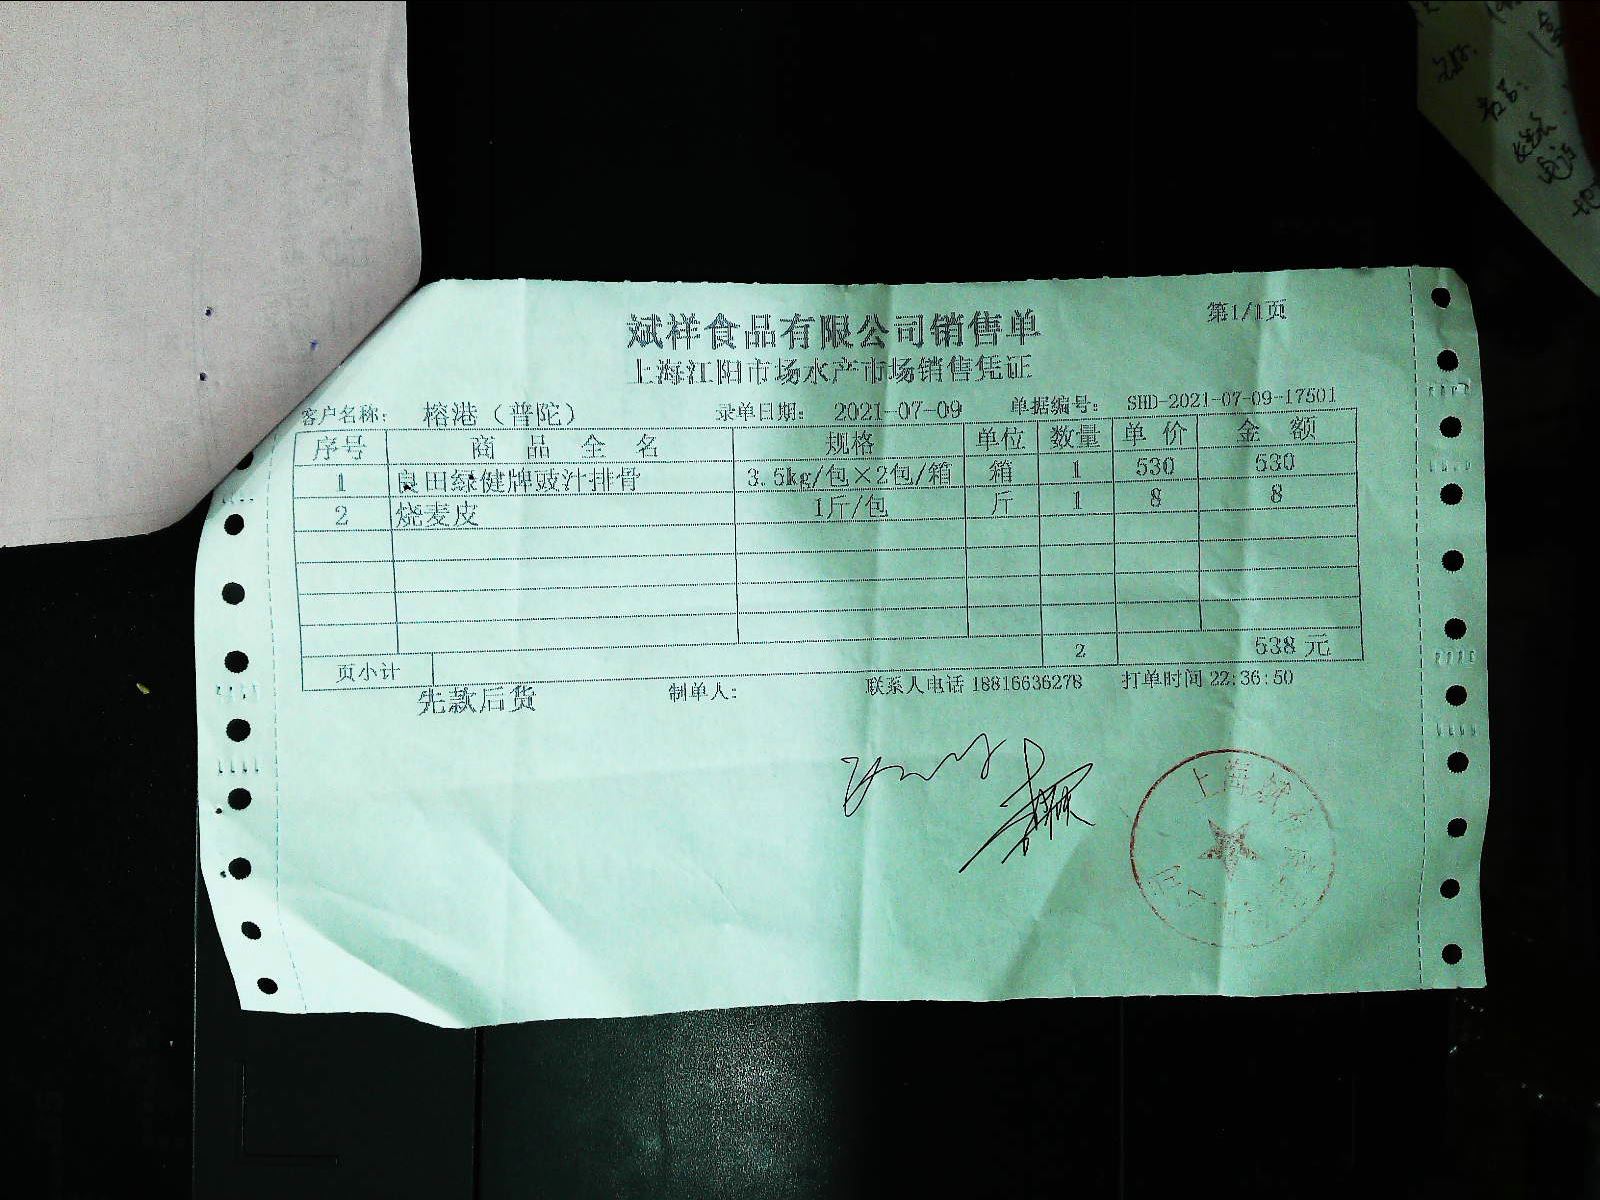 第1/1页
斌祥食品有限公司销售单
上海江阳市场水产市场销售凭证
客户名称： 榕港（普陀） 录单日期： 2021-07-09 单据编号： SHD-2021-07-09-17501
序号 商 品 全 名 规格 单位 数量 单 价 金 额
1 良田绿健牌豉汁排骨 3.5kg/包×2包/箱 箱 1 530 530
2 烧麦皮 1斤/包 斤 1 8 8
页小计 2 538 元
先款后货 制单人： 联系人电话 18816636278 打单时间 22:36:50
上海斌
电话